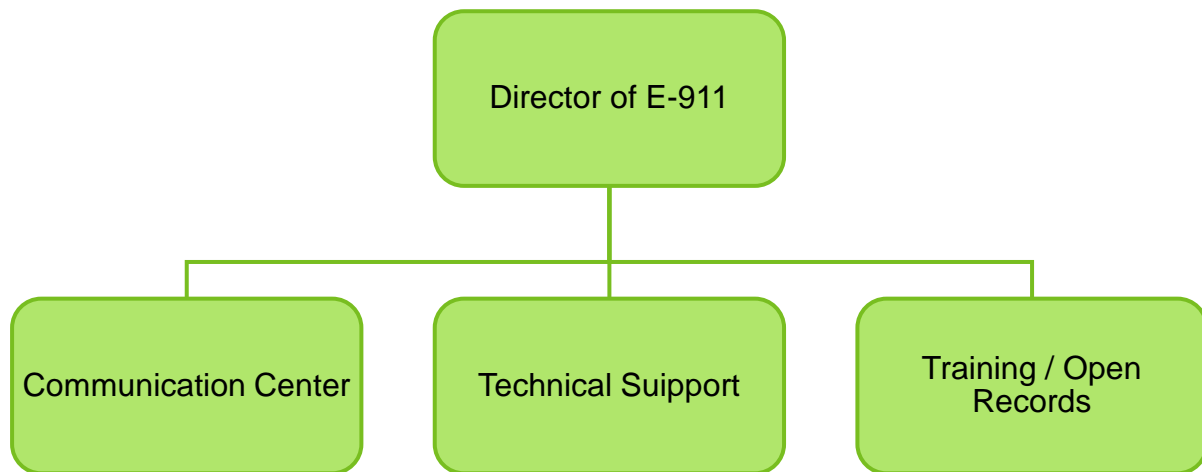 Director of E-911
Communication Center
Technical Suipport
Training / Open
Records